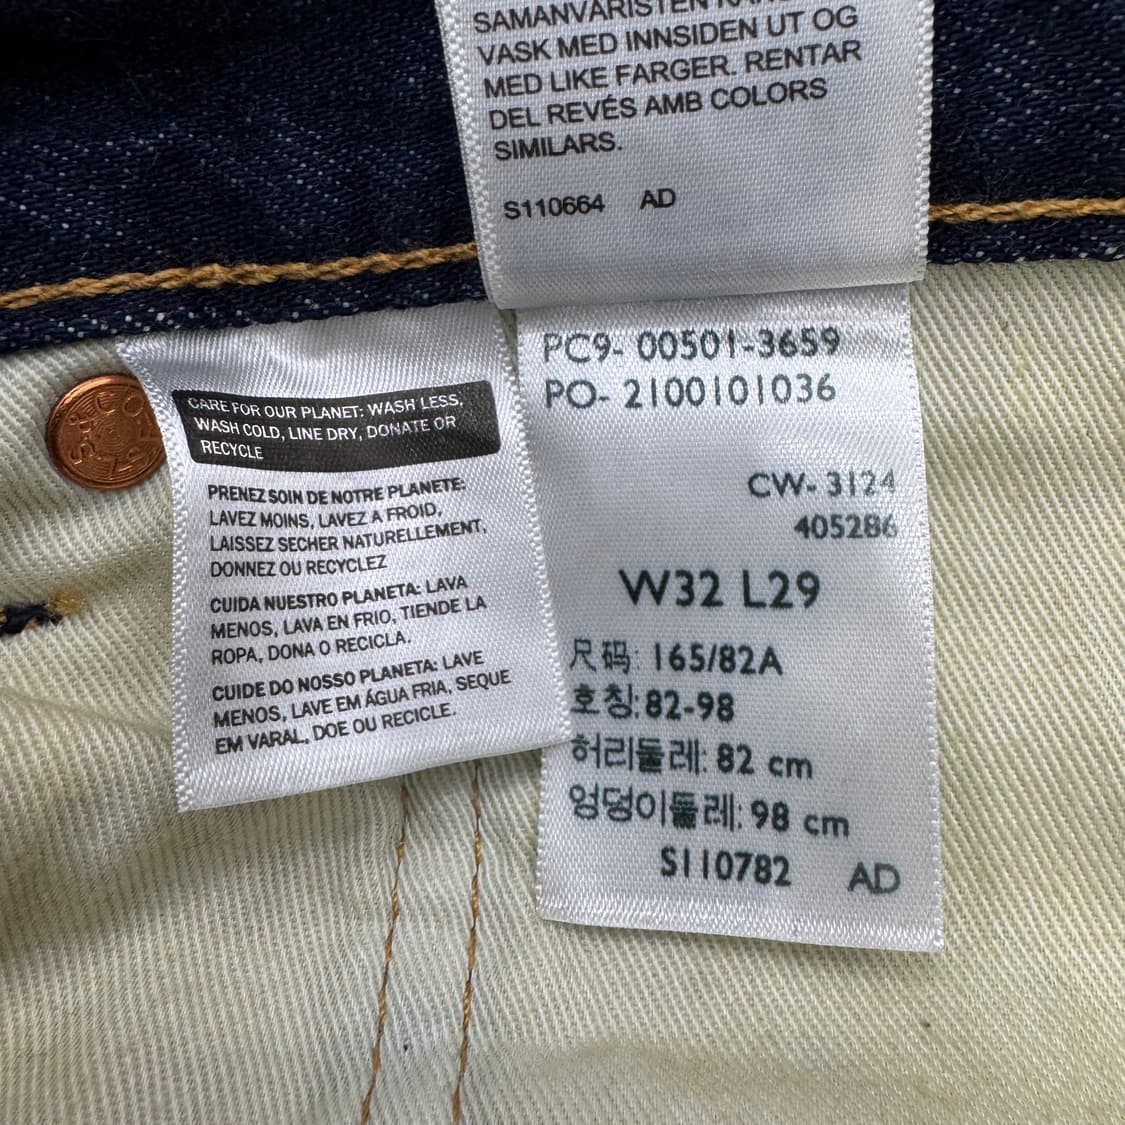 SAMANVÄRISTEN
VASK MED INNSIDEN UT OG
MED LIKE FARGER. RENTAR
DEL REVÉS AMB COLORS
SIMILARS.
S110664 AD
CARE FOR OUR PLANET: WASH LESS,
WASH COLD, LINE DRY, DONATE OR
RECYCLE
PRENEZ SOIN DE NOTRE PLANETE:
LAVEZ MOINS, LAVEZ A FROID,
LAISSEZ SECHER NATURELLEMENT,
DONNEZ OU RECYCLEZ
CUIDA NUESTRO PLANETA: LAVA
MENOS, LAVA EN FRIO, TIENDE LA
ROPA, DONA O RECICLA.
CUIDE DO NOSSO PLANETA: LAVE
MENOS, LAVE EM ÁGUA FRIA, SEQUE
EM VARAL, DOE OU RECICLE.
PC9- 00501-3659
PO- 2100101036
CW- 3124
405286
W32 L29
尺码: 165/82A
호칭:82-98
허리둘레: 82 cm
엉덩이둘레: 98 cm
S110782 AD